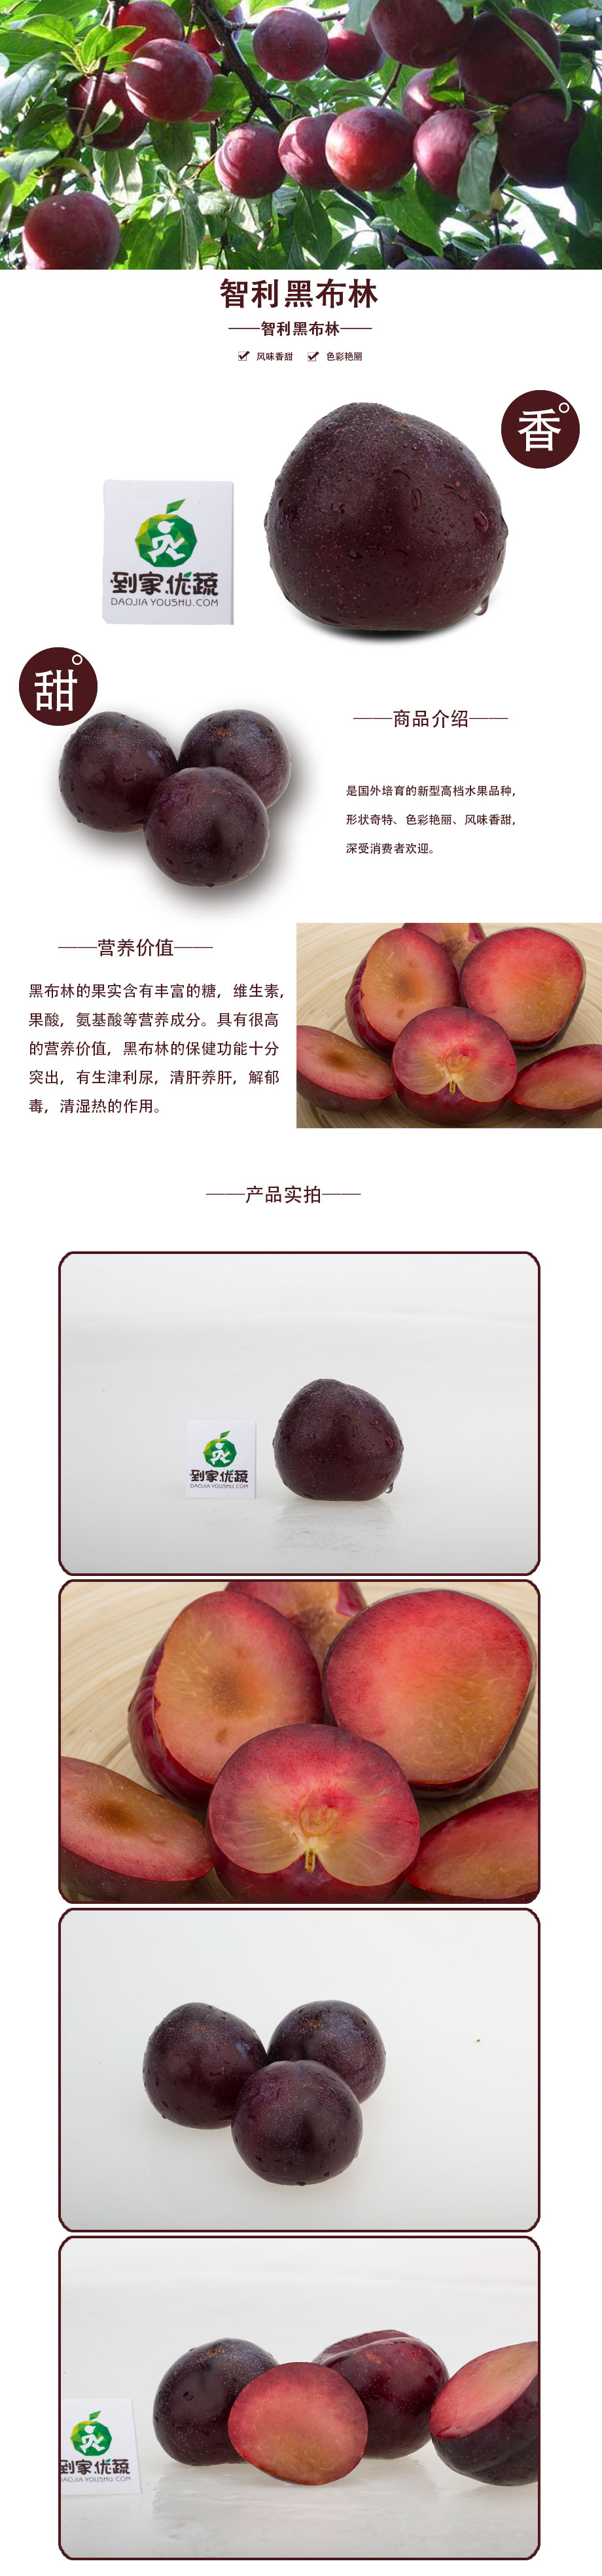 智利黑布林
——智利黑布林——
风味香甜 色彩艳丽
香
到家优蔬
DAOJIA YOUSHU.COM
甜
——商品介绍——
是国外培育的新型高档水果品种，
形状奇特、色彩艳丽、风味香甜，
深受消费者欢迎。
——营养价值——
黑布林的果实含有丰富的糖，维生素，
果酸，氨基酸等营养成分。具有很高
的营养价值，黑布林的保健功能十分
突出，有生津利尿，清肝养肝，解郁
毒，清湿热的作用。
——产品实拍——
到家优蔬
DAOJIA YOUSHU.COM
到家优蔬
DAOJIA YOUSHU.COM